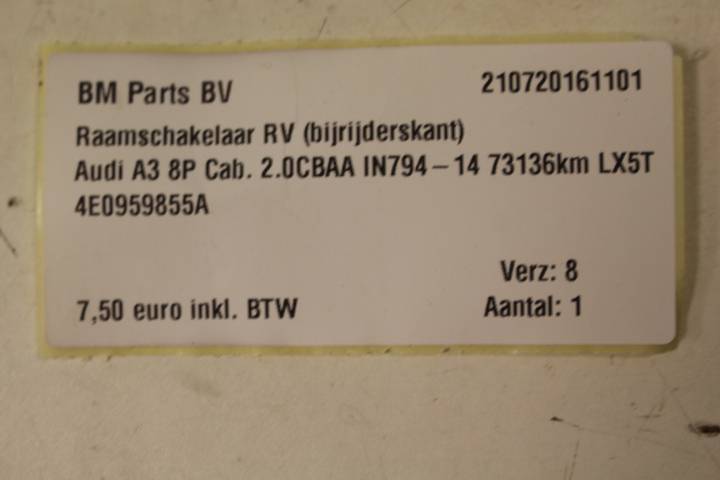 BM Parts BV 210720161101
Raamschakelaar RV (bijrijderskant)
Audi A3 8P Cab. 2.0CBAA IN794-14 73136km LX5T
4E0959855A
Verz: 8
7,50 euro inkl. BTW Aantal: 1